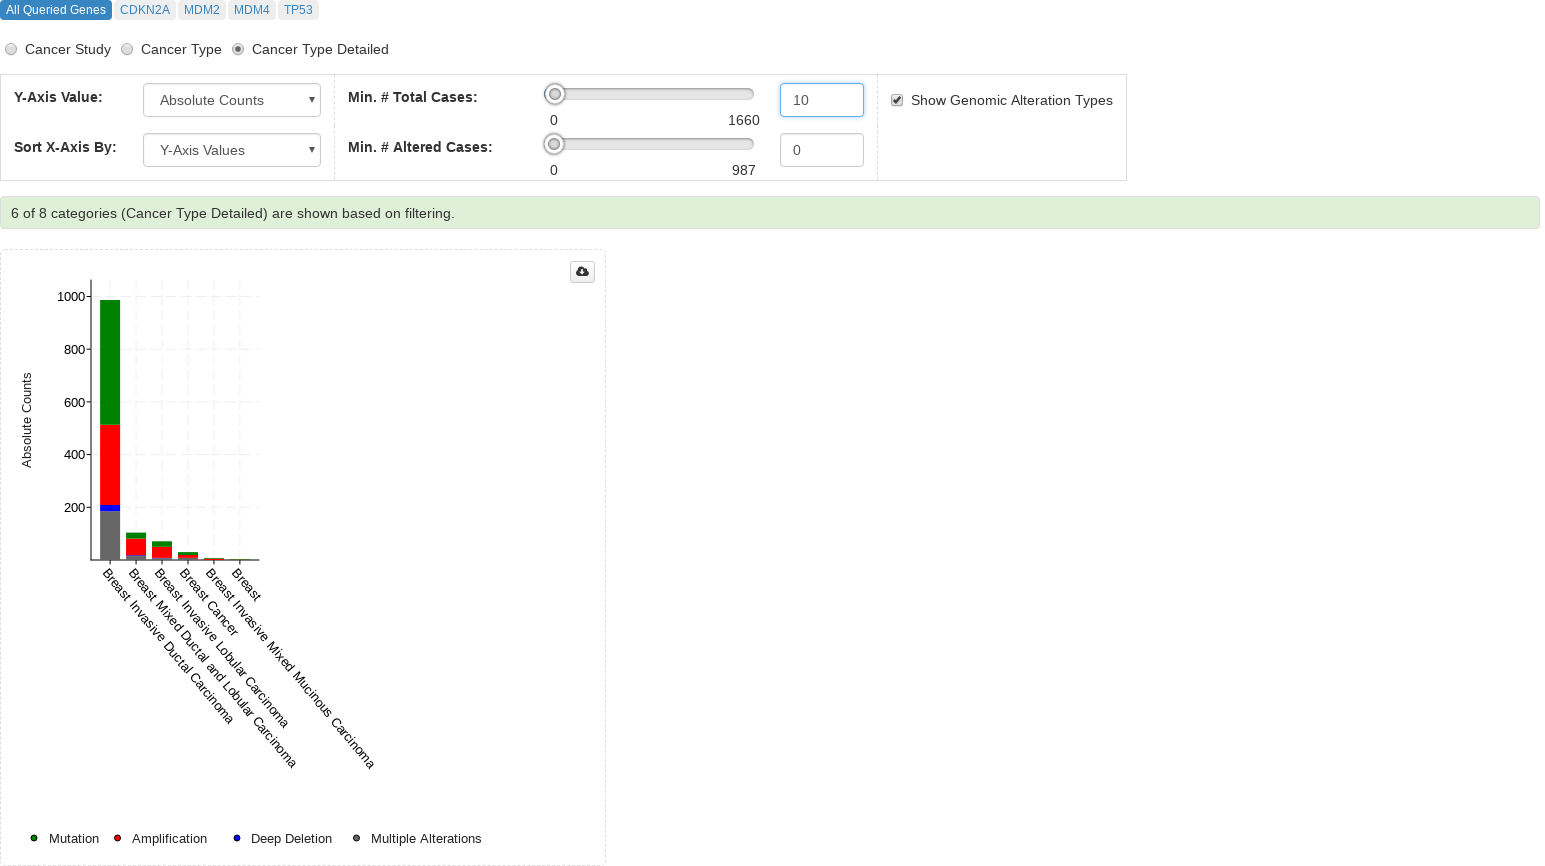 All Queried Genes CDKN2A MDM2 MDM4 TP53
Cancer Study Cancer Type Cancer Type Detailed
Y-Axis Value: Absolute Counts Min. # Total Cases: 10 Show Genomic Alteration Types
0 1660
Sort X-Axis By: Y-Axis Values Min. # Altered Cases: 0
0 987
6 of 8 categories (Cancer Type Detailed) are shown based on filtering.
1000
800
600
400
200
Absolute Counts
Breast Invasive Ductal Carcinoma
Breast Mixed Ductal and Lobular Carcinoma
Breast Invasive Lobular Carcinoma
Breast Cancer
Breast Invasive Mixed Mucinous Carcinoma
Breast
Mutation Amplification Deep Deletion Multiple Alterations